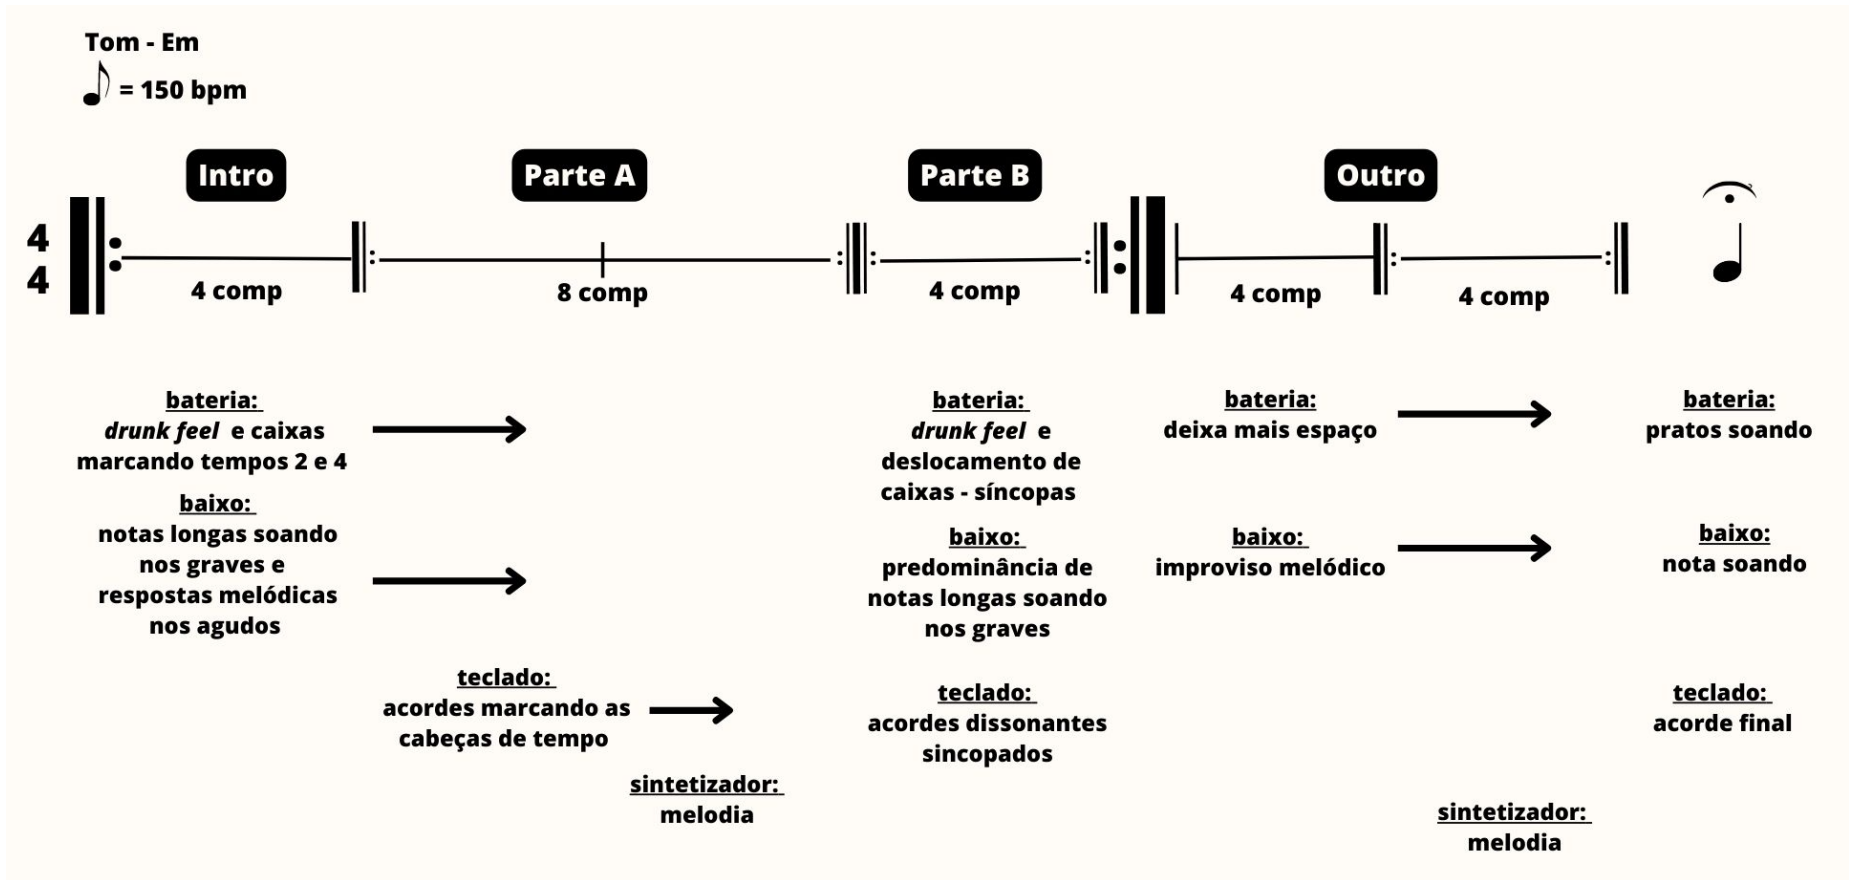 Tom - Em
= 150 bpm
Intro
Parte A
Parte B
Outro
4
4
4 comp
8 comp
4 comp
4 comp
4 comp
bateria:
drunk feel e caixas
marcando tempos 2 e 4
baixo:
notas longas soando
nos graves e
respostas melódicas
nos agudos
teclado:
acordes marcando as
cabeças de tempo
sintetizador:
melodia
bateria:
drunk feel e
deslocamento de
caixas - síncopas
baixo:
predominância de
notas longas soando
nos graves
teclado:
acordes dissonantes
sincopados
bateria:
deixa mais espaço
baixo:
improviso melódico
sintetizador:
melodia
bateria:
pratos soando
baixo:
nota soando
teclado:
acorde final